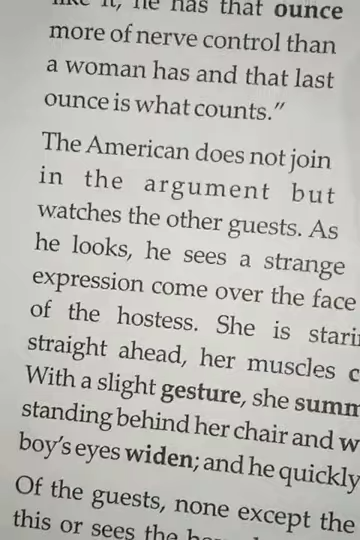 like it, he has that ounce
more of nerve control than
a woman has and that last
ounce is what counts.”
The American does not join
in the argument but
watches the other guests. As
he looks, he sees a strange
expression come over the face
of the hostess. She is stari
straight ahead, her muscles c
With a slight gesture, she summ
standing behind her chair and w
boy’s eyes widen; and he quickly
Of the guests, none except the
this or sees the